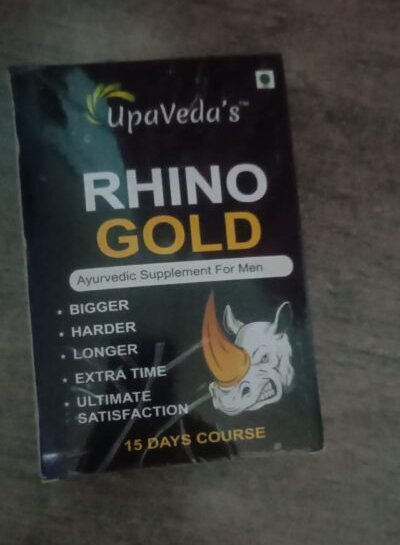 UpaVeda's™
RHINO
GOLD
Ayurvedic Supplement For Men
• BIGGER
• HARDER
• LONGER
• EXTRA TIME
• ULTIMATE
SATISFACTION
15 DAYS COURSE